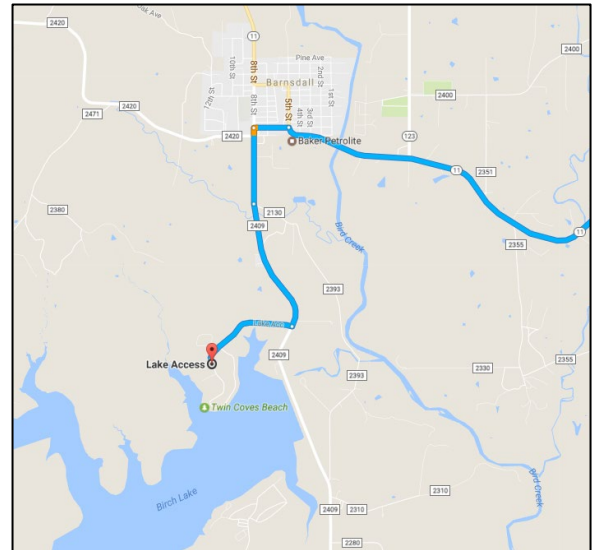 2420
Oak Ave
11
8th St
10th St
Pine Ave
2nd St
1st St
2400
Barnsdall
12th St
8th St
5th St
3rd St
4th St
2400
2420
2471
2420
Baker Petrolite
123
11
2351
2380
2130
2409
Bird Creek
2355
11
2393
Lake Access
2409
2330
2355
2393
Twin Coves Beach
Birch Lake
2310
Bird Creek
2409
2310
2280